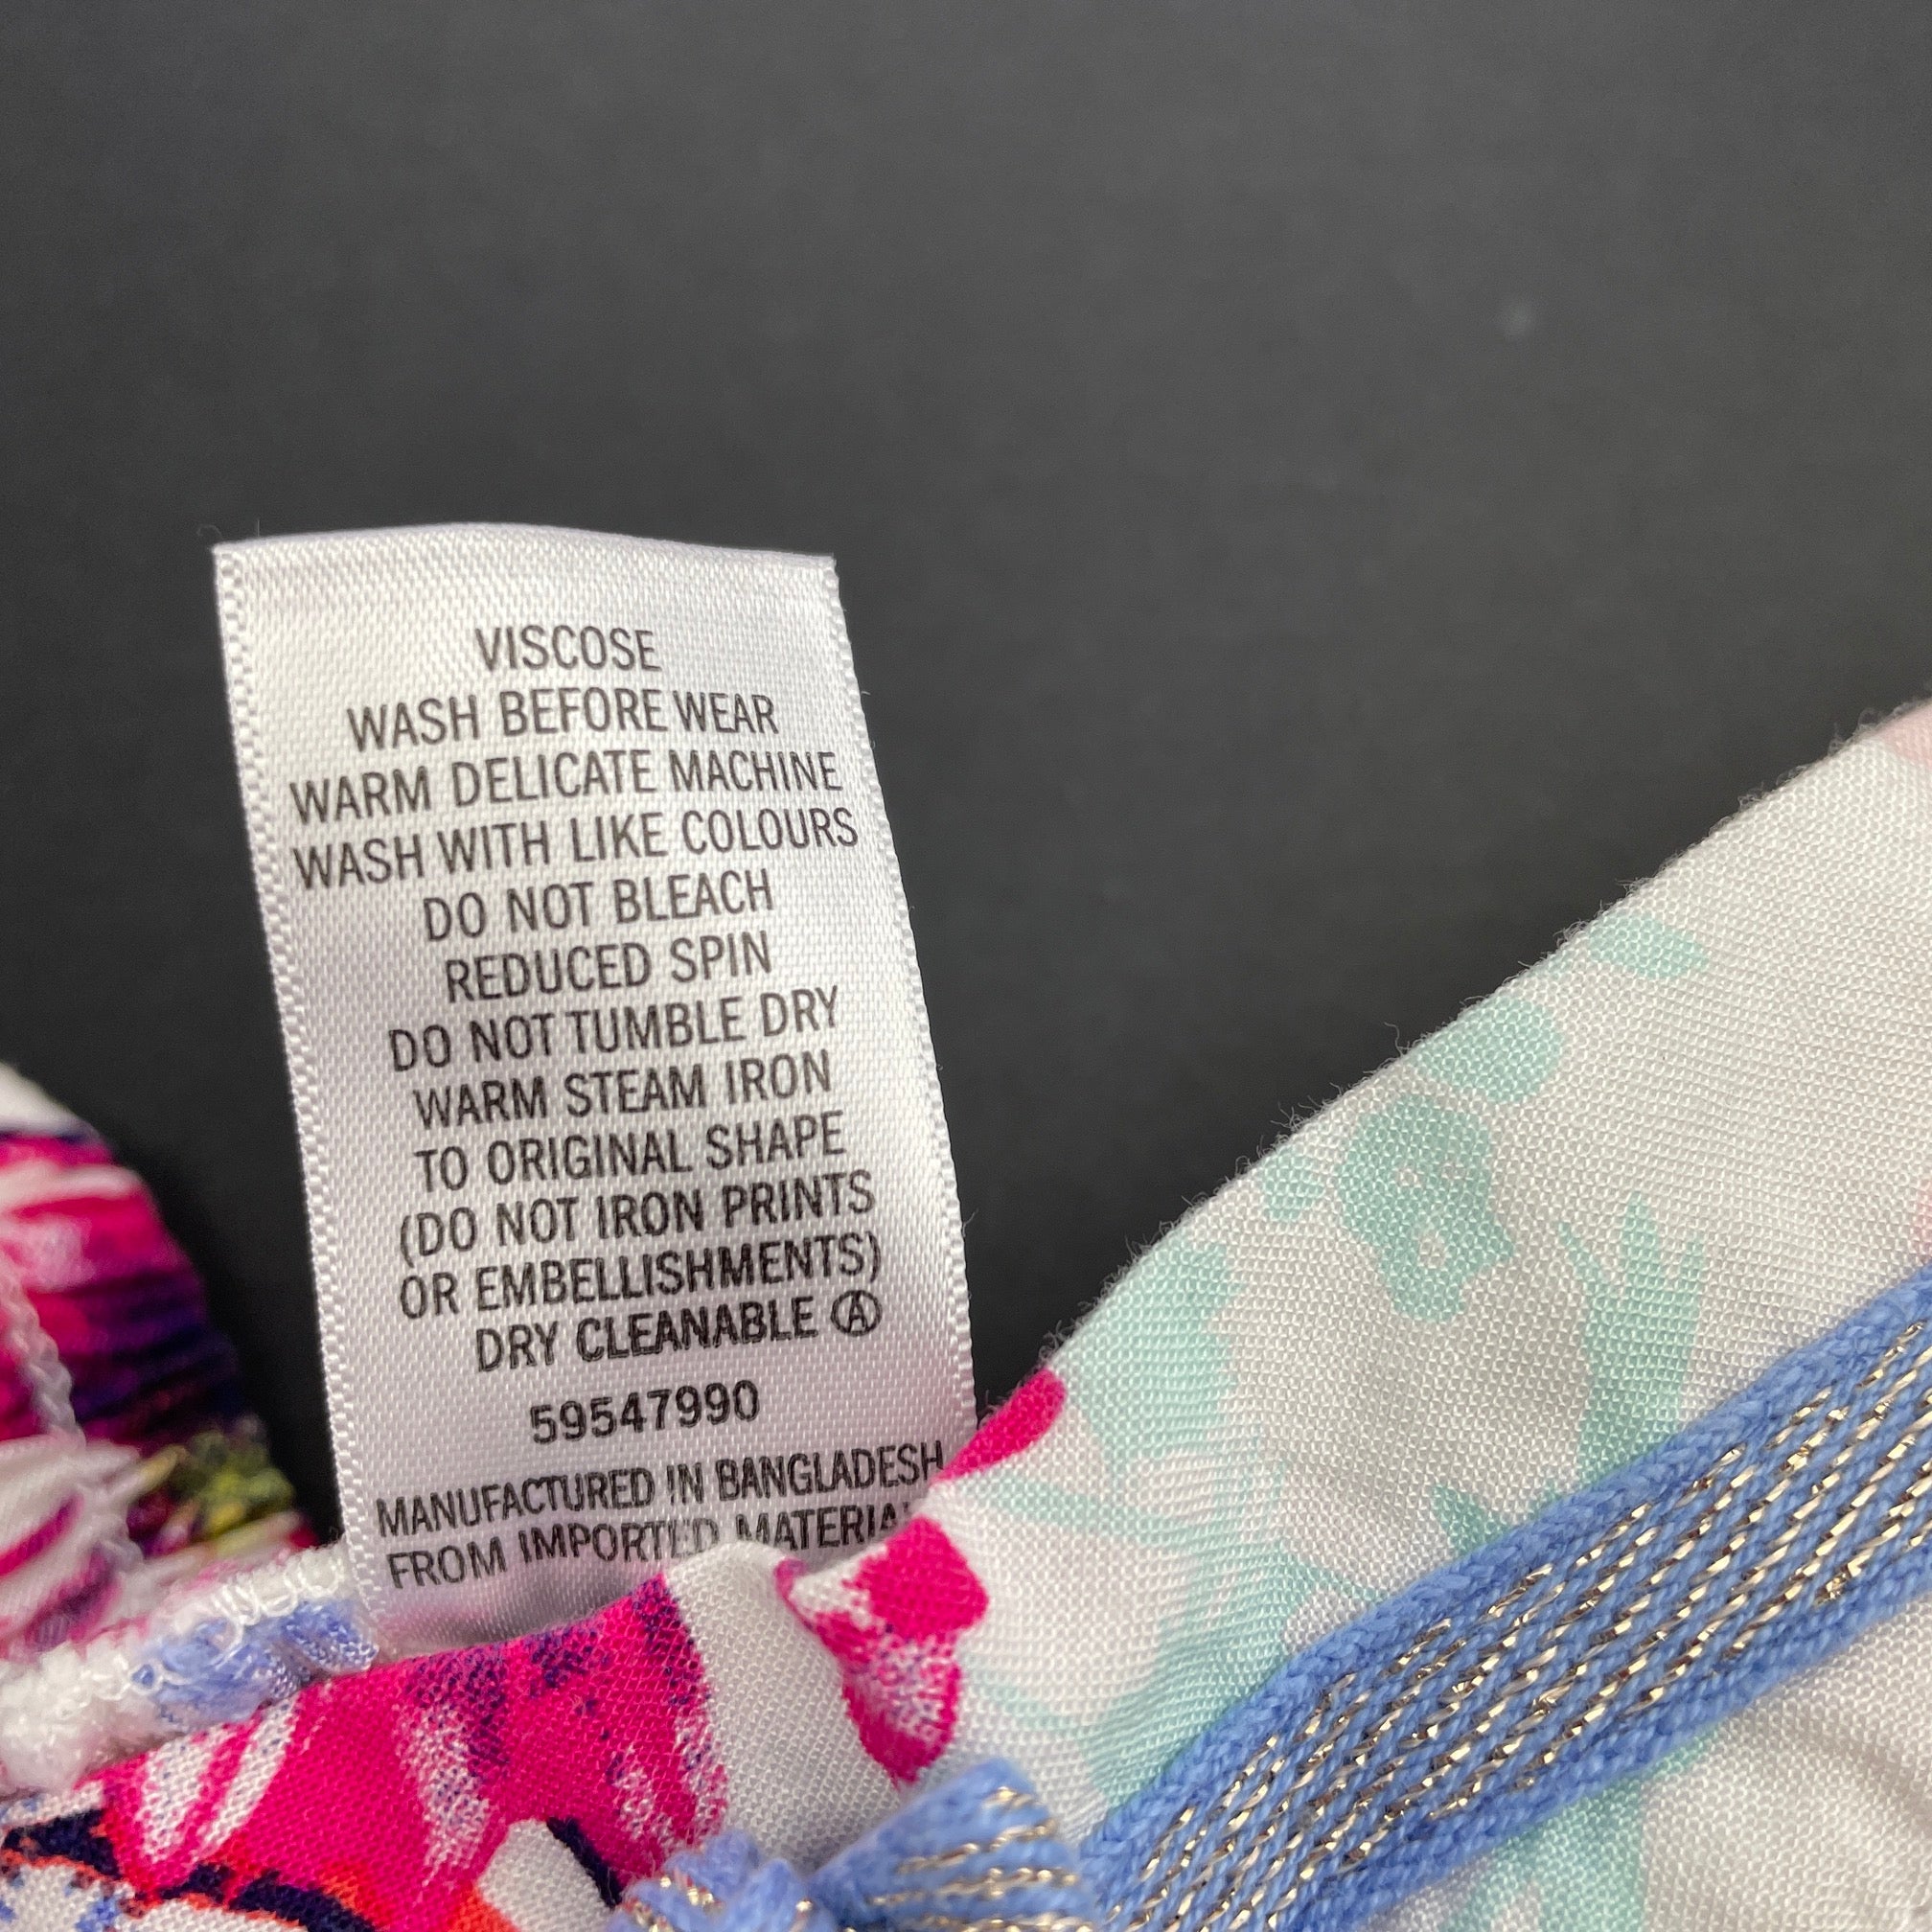 VISCOSE
WASH BEFORE WEAR
WARM DELICATE MACHINE
WASH WITH LIKE COLOURS
DO NOT BLEACH
REDUCED SPIN
DO NOT TUMBLE DRY
WARM STEAM IRON
TO ORIGINAL SHAPE
(DO NOT IRON PRINTS
OR EMBELLISHMENTS)
DRY CLEANABLE Ⓐ
59547990
MANUFACTURED IN BANGLADESH
FROM IMPORTED